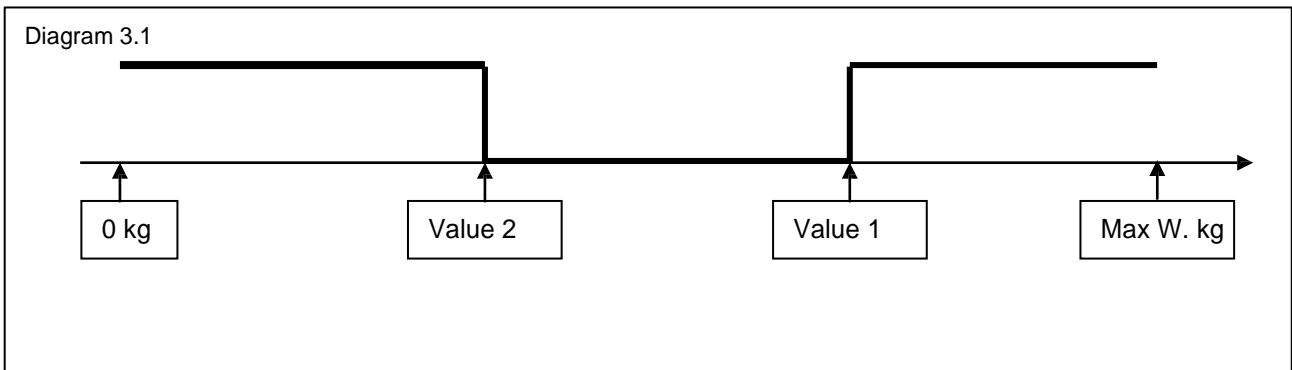 Diagram 3.1
0 kg
Value 2
Value 1
Max W. kg